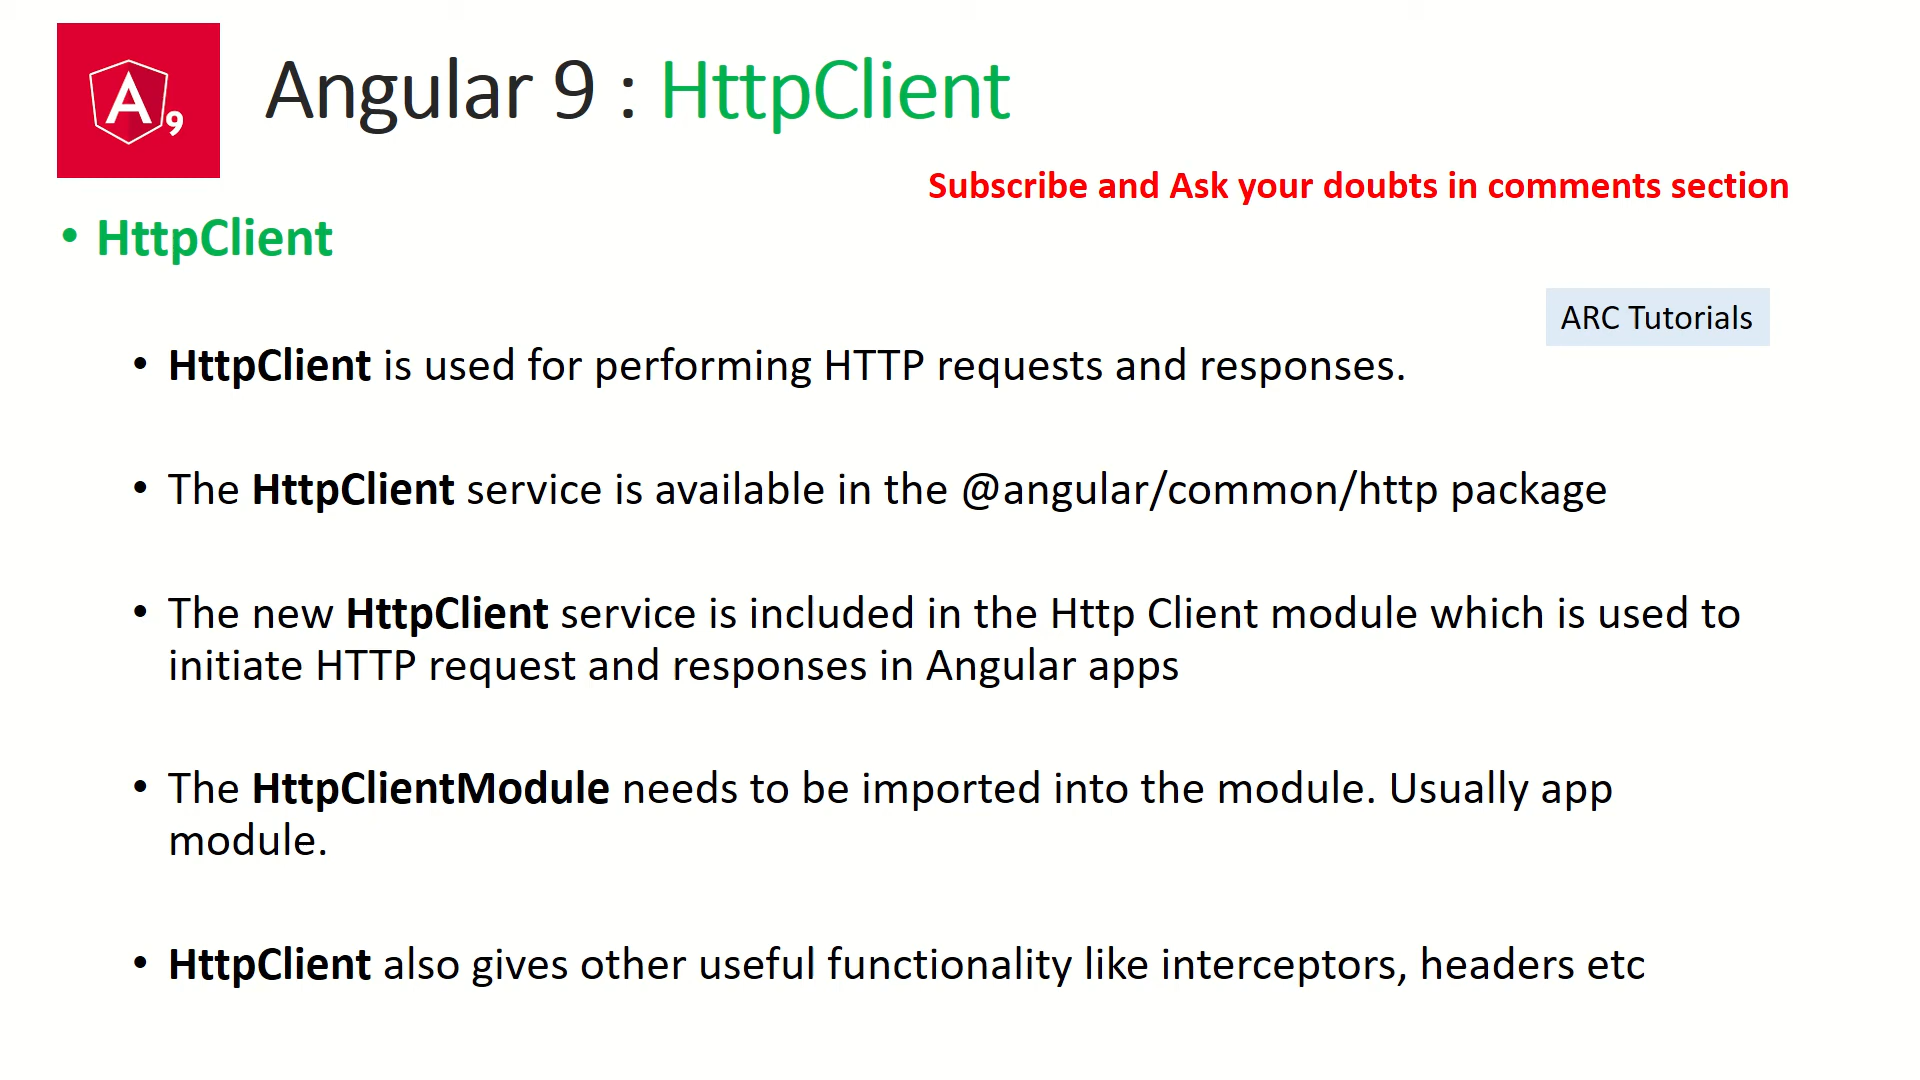 A9
Angular 9 : HttpClient
Subscribe and Ask your doubts in comments section
• HttpClient
ARC Tutorials
• HttpClient is used for performing HTTP requests and responses.
• The HttpClient service is available in the @angular/common/http package
• The new HttpClient service is included in the Http Client module which is used to
initiate HTTP request and responses in Angular apps
• The HttpClientModule needs to be imported into the module. Usually app
module.
• HttpClient also gives other useful functionality like interceptors, headers etc